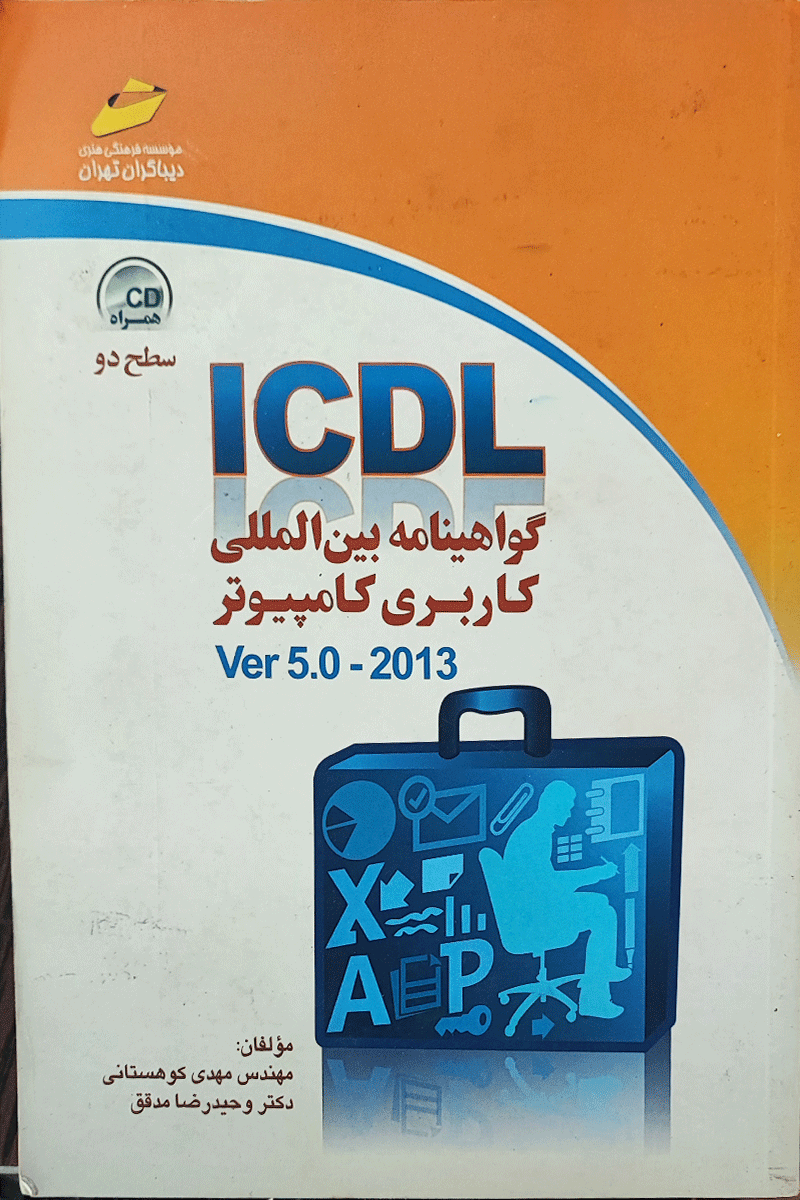 مؤسسه فرهنگی هنری
دیباگران تهران
CD
همراه
سطح دو
ICDL
گواهینامه بین‌المللی
کاربری کامپیوتر
Ver 5.0 - 2013
X
A
P
مؤلفان:
مهندس مهدی کوهستانی
دکتر وحیدرضا مدقق